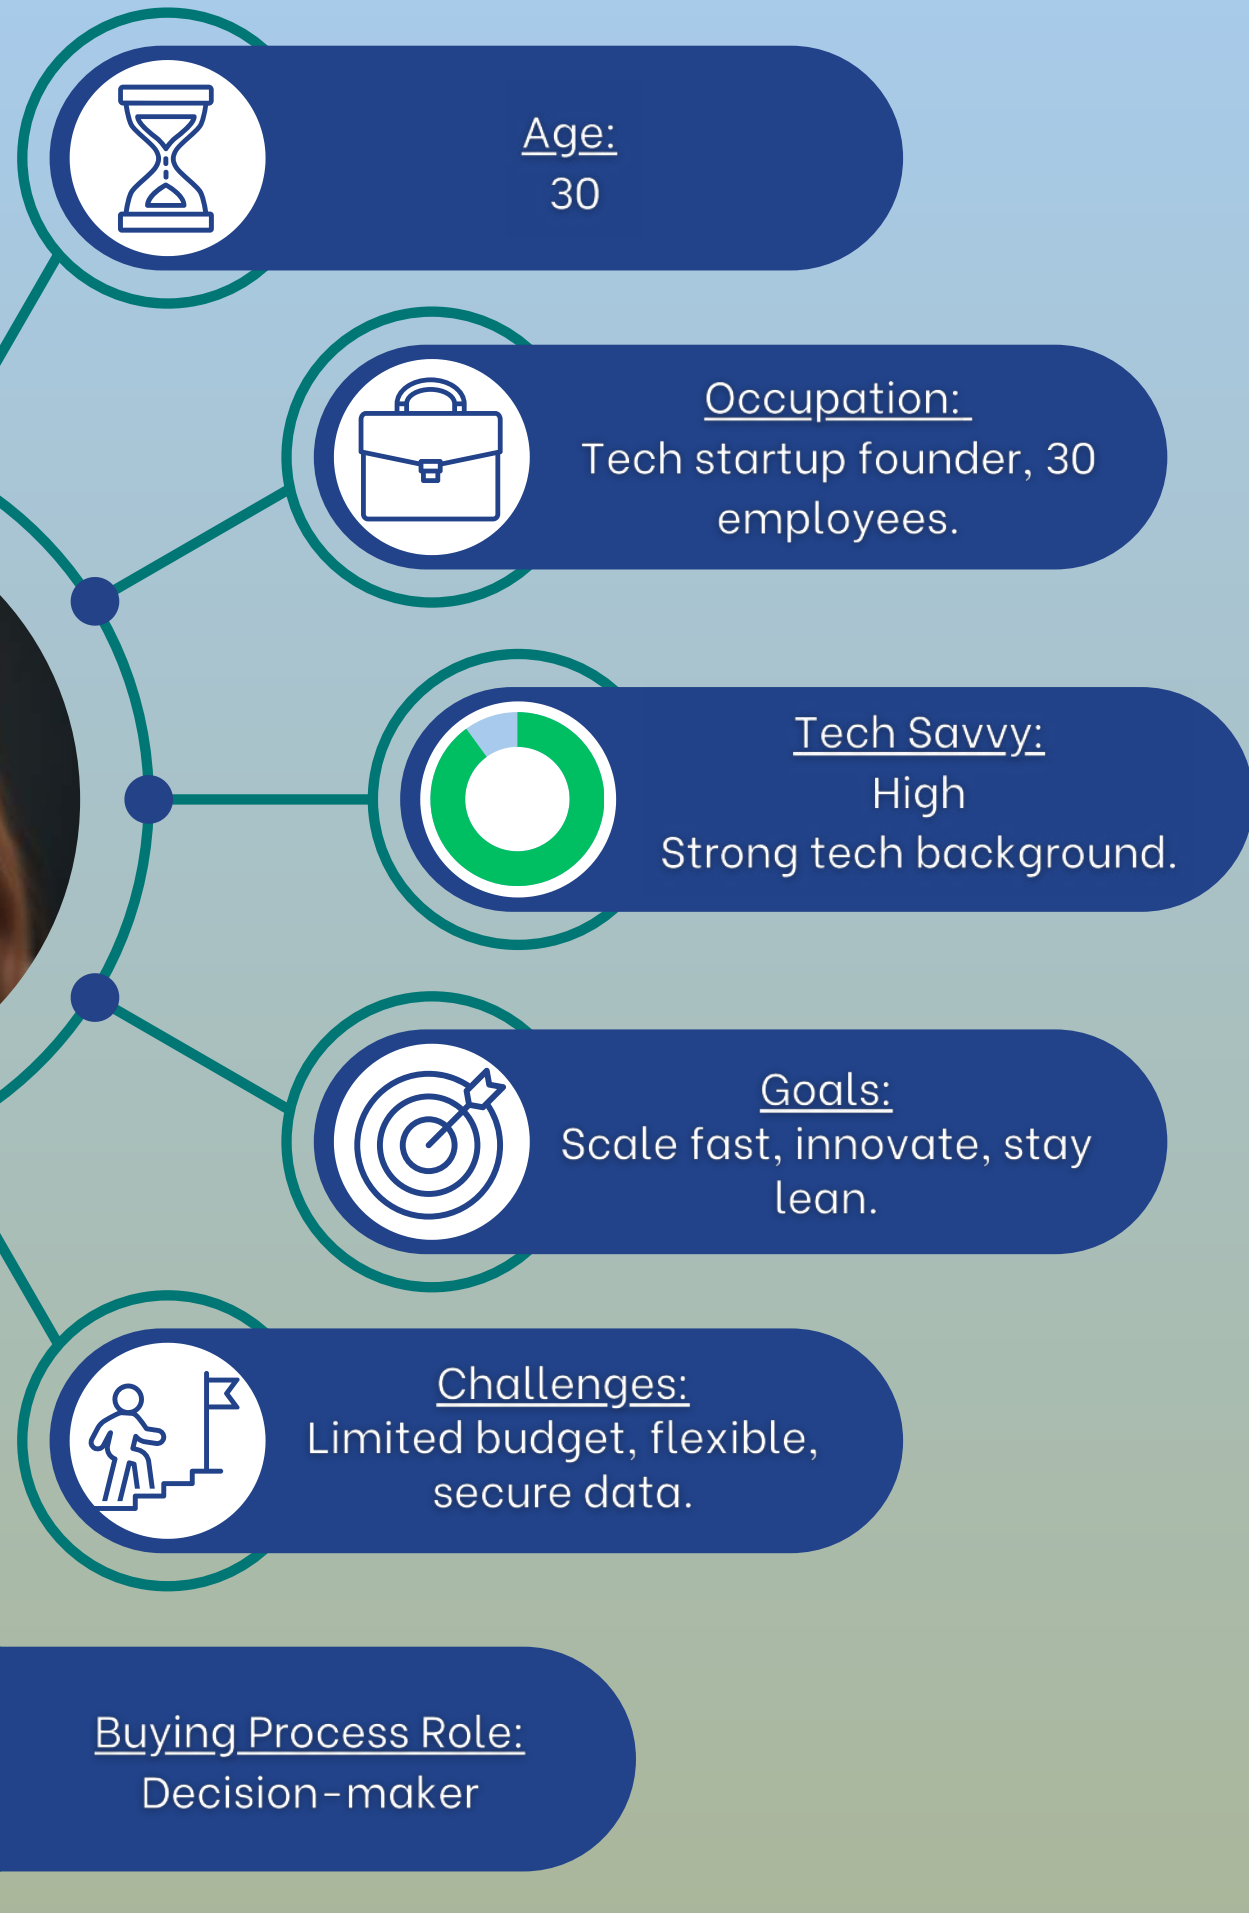 Age:
30
Occupation:
Tech startup founder, 30
employees.
Tech Savvy:
High
Strong tech background.
Goals:
Scale fast, innovate, stay
lean.
Challenges:
Limited budget, flexible,
secure data.
Buying Process Role:
Decision-maker